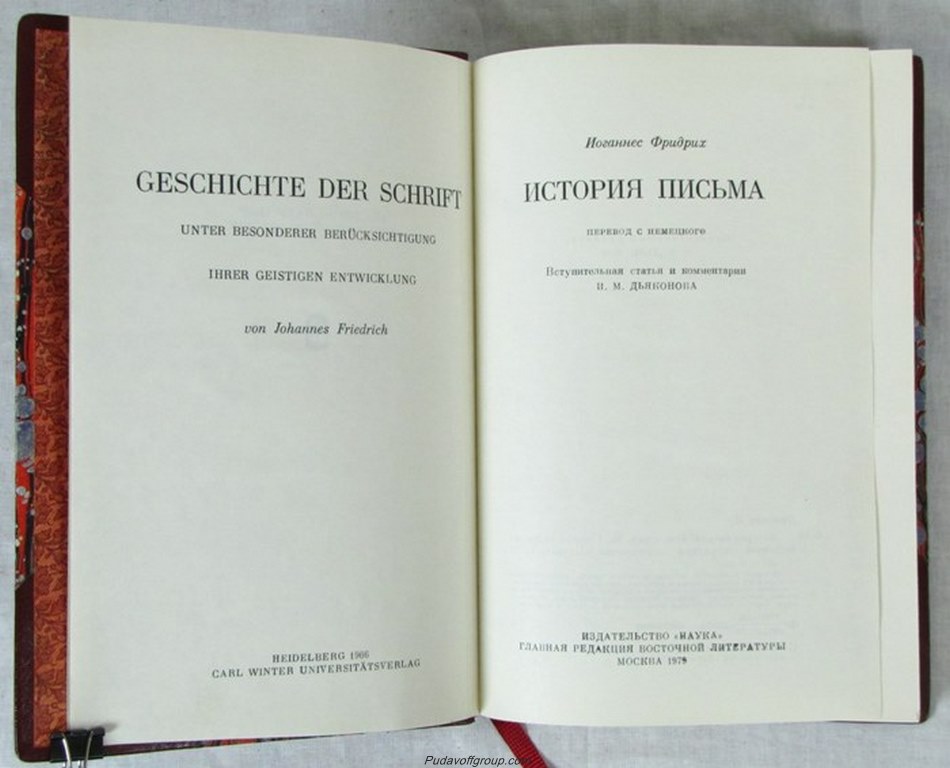 GESCHICHTE DER SCHRIFT
UNTER BESONDERER BERÜCKSICHTIGUNG
IHRER GEISTIGEN ENTWICKLUNG
von Johannes Friedrich
HEIDELBERG 1966
CARL WINTER UNIVERSITÄTSVERLAG
Иоганнес Фридрих
ИСТОРИЯ ПИСЬМА
ПЕРЕВОД С НЕМЕЦКОГО
Вступительная статья и комментарии
И. М. ДЬЯКОНОВА
ИЗДАТЕЛЬСТВО «НАУКА»
ГЛАВНАЯ РЕДАКЦИЯ ВОСТОЧНОЙ ЛИТЕРАТУРЫ
МОСКВА 1979
Pudavoffgroup.com